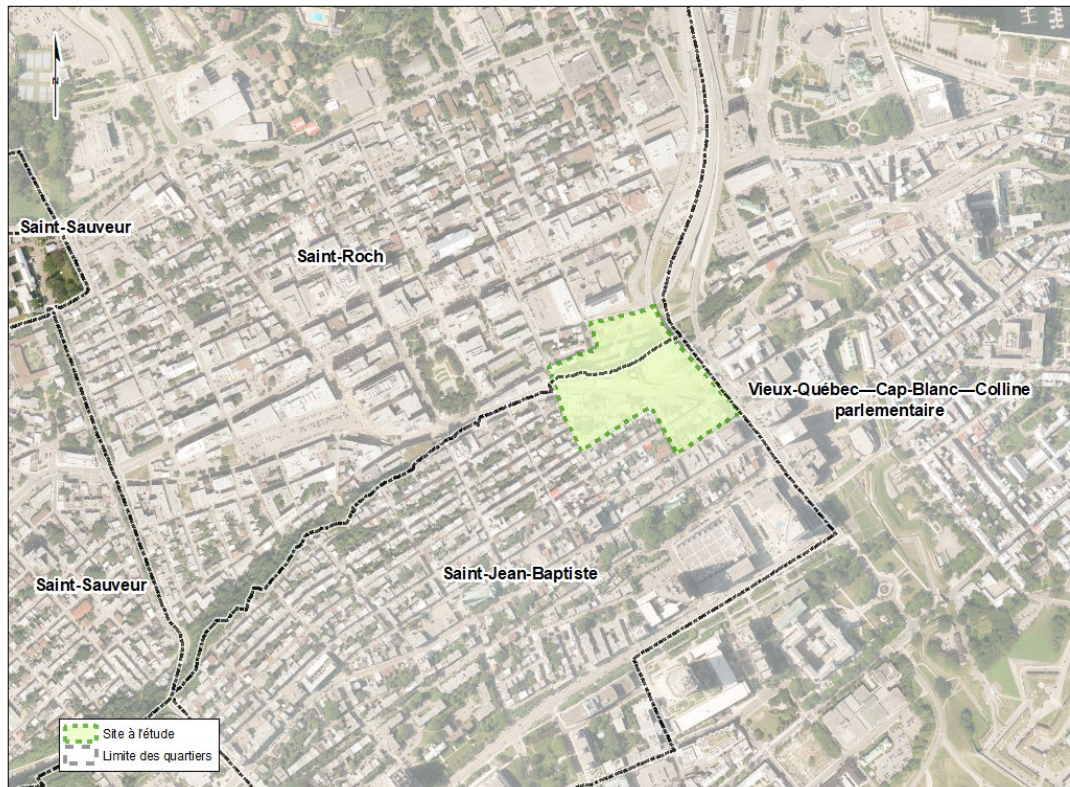 N
Saint-Sauveur
Saint-Roch
Vieux-Québec—Cap-Blanc—Colline
parlementaire
Saint-Jean-Baptiste
Saint-Sauveur
Site à l'étude
Limite des quartiers